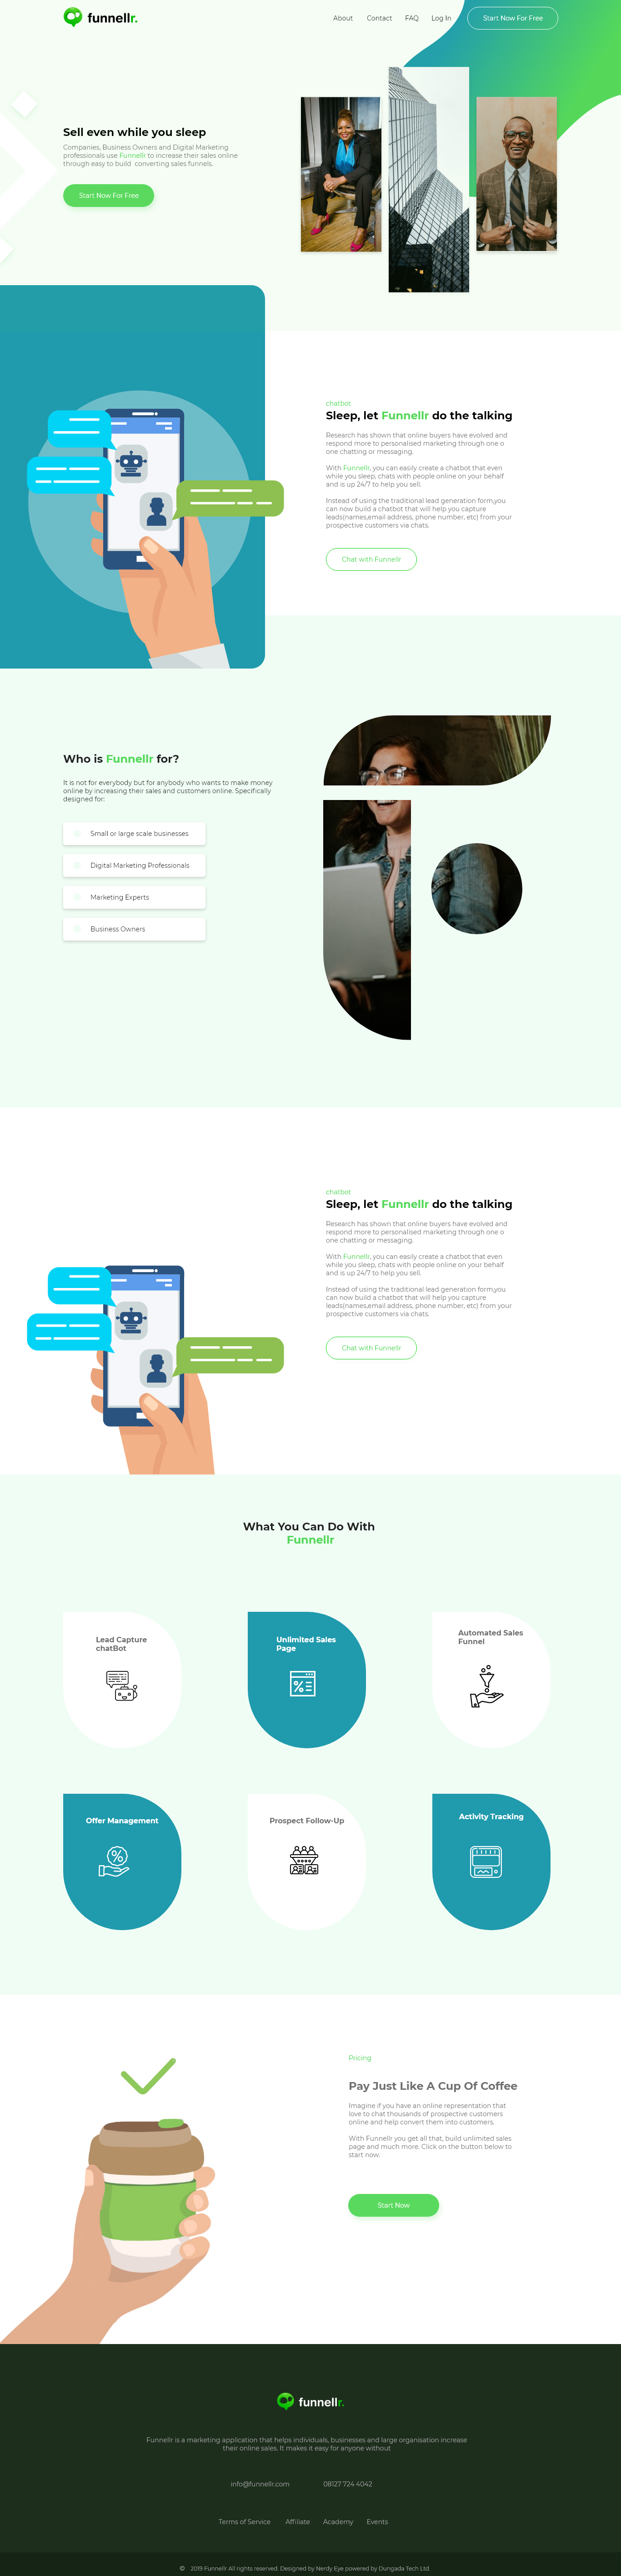 funnellr.
About Contact FAQ Log In Start Now For Free
Sell even while you sleep
Companies, Business Owners and Digital Marketing
professionals use Funnellr to increase their sales online
through easy to build converting sales funnels.
Start Now For Free
chatbot
Sleep, let Funnellr do the talking
Research has shown that online buyers have evolved and
respond more to personalised marketing through one o
one chatting or messaging.
With Funnellr, you can easily create a chatbot that even
while you sleep, chats with people online on your behalf
and is up 24/7 to help you sell.
Instead of using the traditional lead generation form,you
can now build a chatbot that will help you capture
leads(names,email address, phone number, etc) from your
prospective customers via chats.
Chat with Funnellr
Who is Funnellr for?
It is not for everybody but for anybody who wants to make money
online by increasing their sales and customers online. Specifically
designed for:
Small or large scale businesses
Digital Marketing Professionals
Marketing Experts
Business Owners
chatbot
Sleep, let Funnellr do the talking
Research has shown that online buyers have evolved and
respond more to personalised marketing through one o
one chatting or messaging.
With Funnellr, you can easily create a chatbot that even
while you sleep, chats with people online on your behalf
and is up 24/7 to help you sell.
Instead of using the traditional lead generation form,you
can now build a chatbot that will help you capture
leads(names,email address, phone number, etc) from your
prospective customers via chats.
Chat with Funnellr
What You Can Do With
Funnellr
Lead Capture
chatBot
Unlimited Sales
Page
Automated Sales
Funnel
Offer Management
Prospect Follow-Up
Activity Tracking
Pricing
Pay Just Like A Cup Of Coffee
Imagine if you have an online representation that
love to chat thousands of prospective customers
online and help convert them into customers.
With Funnellr you get all that, build unlimited sales
page and much more. Click on the button below to
start now.
Start Now
funnellr.
Funnellr is a marketing application that helps individuals, businesses and large organisation increase
their online sales. It makes it easy for anyone without
info@funnellr.com 08127 724 4042
Terms of Service Affiliate Academy Events
© 2019 Funnellr All rights reserved. Designed by Nerdy Eye powered by Dungada Tech Ltd.